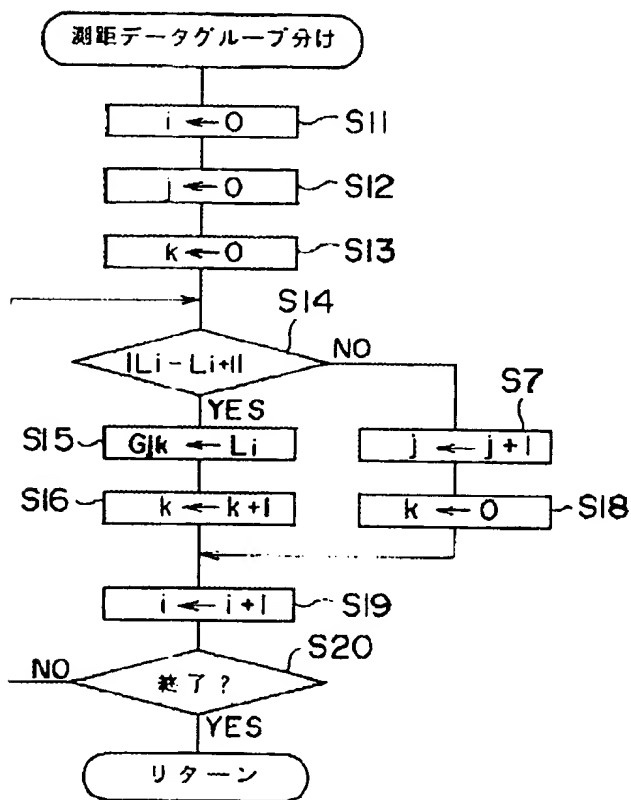 測距データグループ分け
i ← 0 S11
j ← 0 S12
k ← 0 S13
S14
|Li - Li+1| NO
YES
S7
S15 Gjk ← Li
j ← j+1
S16 k ← k+1
k ← 0 S18
i ← i+1 S19
S20
NO 終了?
YES
リターン